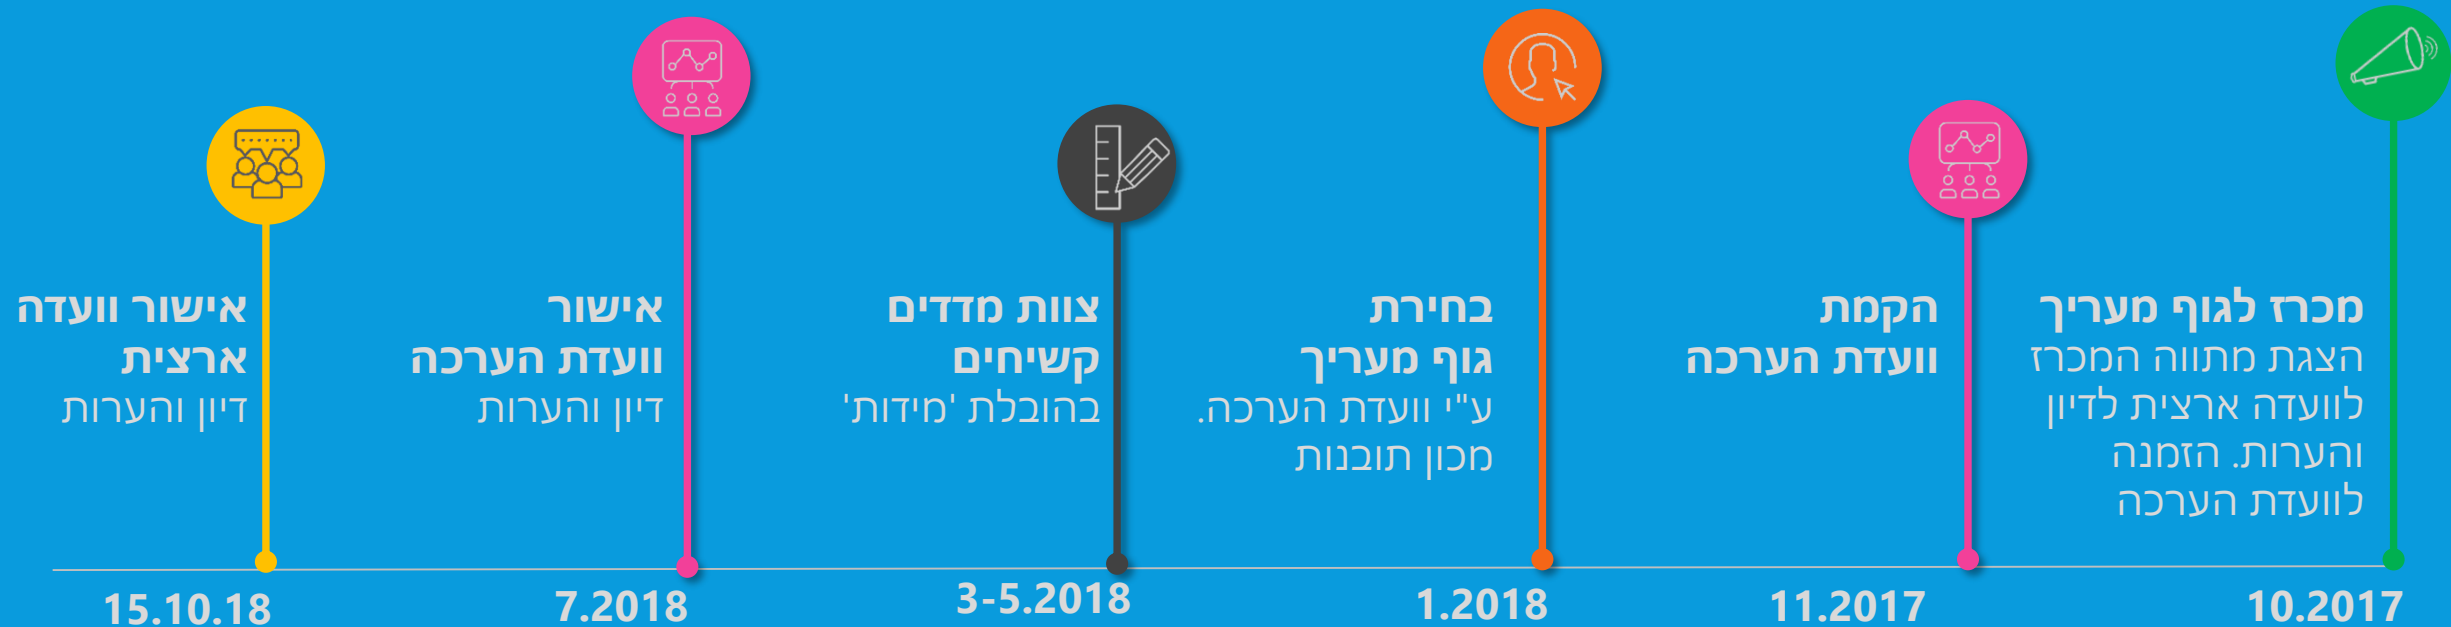 מכרז לגוף מעריך
הצגת מתווה המכרז
לוועדה ארצית לדיון
והערות. הזמנה
לוועדת הערכה
10.2017
הקמת
וועדת הערכה
11.2017
בחירת
גוף מעריך
ע"י וועדת הערכה.
מכון תובנות
1.2018
צוות מדדים
קשיחים
בהובלת 'מידות'
3-5.2018
אישור
וועדת הערכה
דיון והערות
7.2018
אישור וועדה
ארצית
דיון והערות
15.10.18